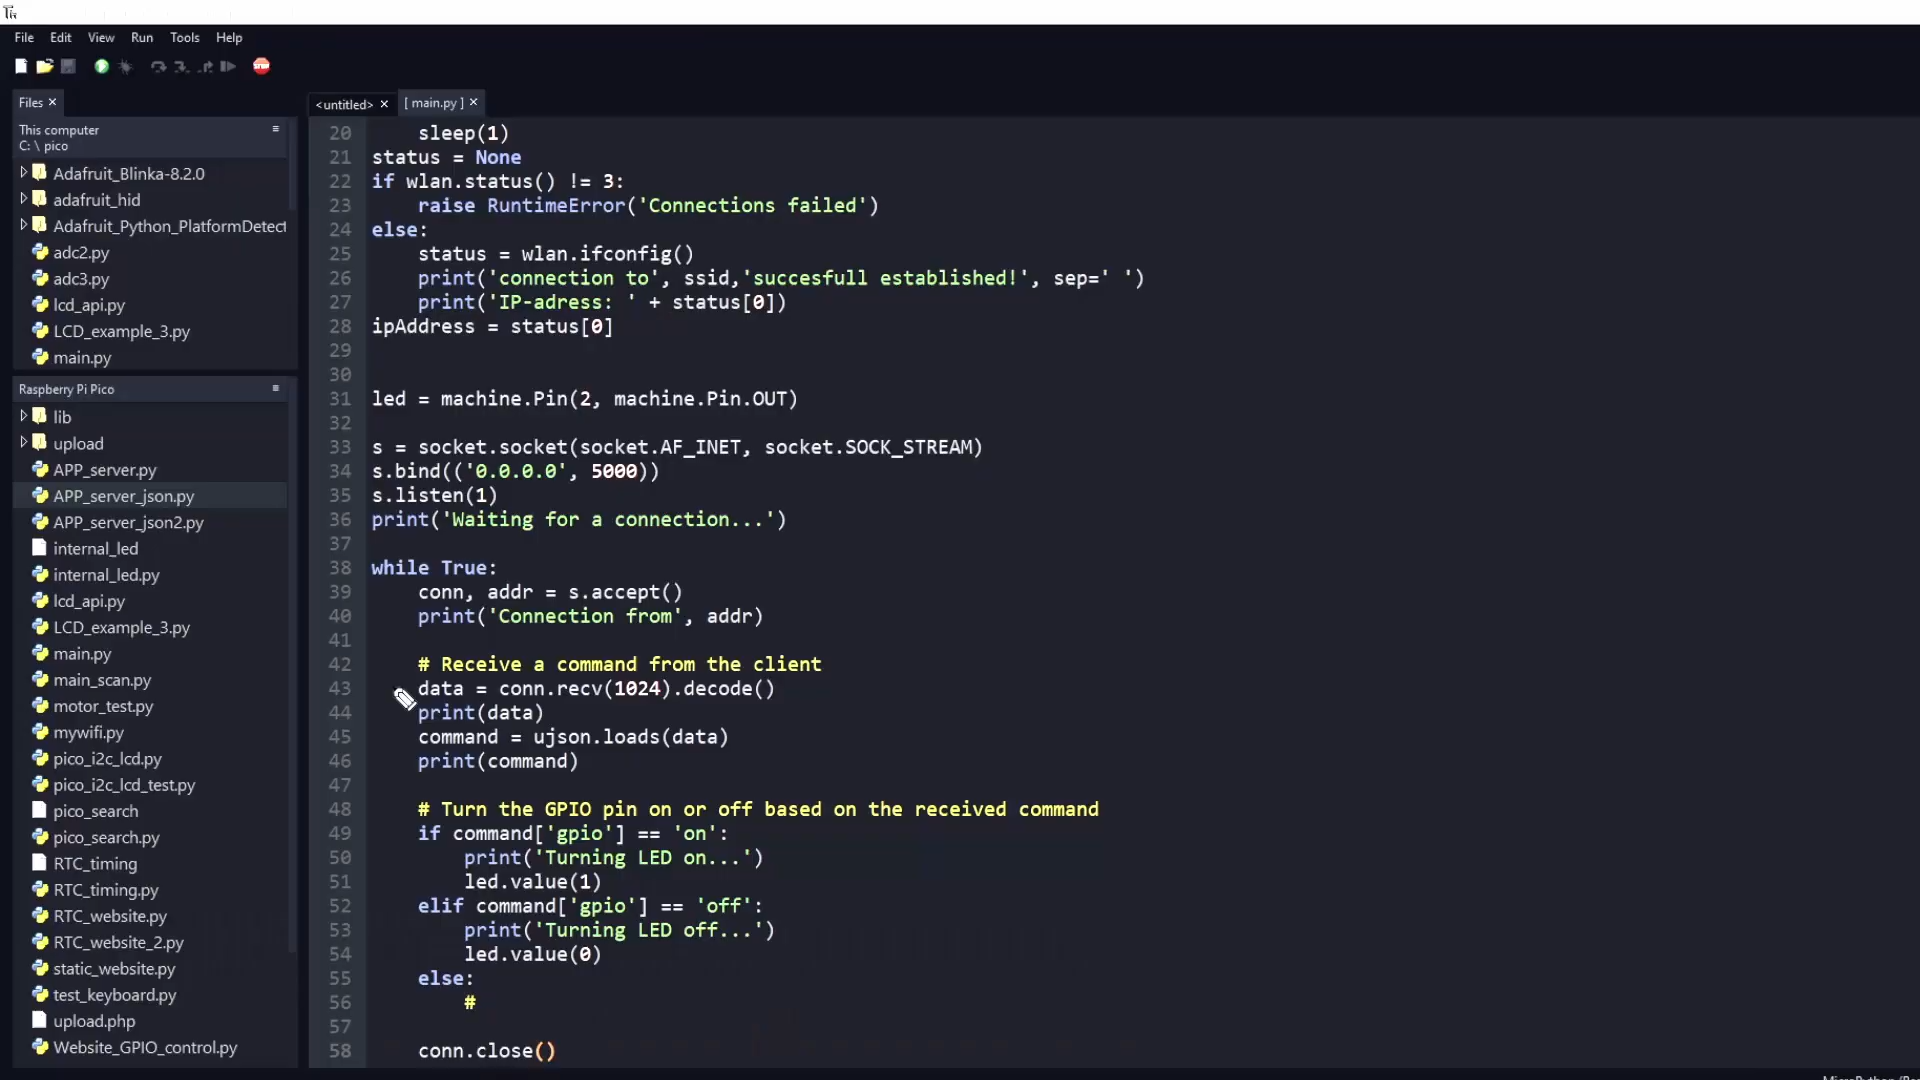 File Edit View Run Tools Help
Files ×
This computer
C: \ pico
Adafruit_Blinka-8.2.0
adafruit_hid
Adafruit_Python_PlatformDetect
adc2.py
adc3.py
lcd_api.py
LCD_example_3.py
main.py
Raspberry Pi Pico
lib
upload
APP_server.py
APP_server_json.py
APP_server_json2.py
internal_led
internal_led.py
lcd_api.py
LCD_example_3.py
main.py
main_scan.py
motor_test.py
mywifi.py
pico_i2c_lcd.py
pico_i2c_lcd_test.py
pico_search
pico_search.py
RTC_timing
RTC_timing.py
RTC_website.py
RTC_website_2.py
static_website.py
test_keyboard.py
upload.php
Website_GPIO_control.py
<untitled> × [ main.py ] ×
20     sleep(1)
21 status = None
22 if wlan.status() != 3:
23     raise RuntimeError('Connections failed')
24 else:
25     status = wlan.ifconfig()
26     print('connection to', ssid,'succesfull established!', sep=' ')
27     print('IP-adress: ' + status[0])
28 ipAddress = status[0]
29
30
31 led = machine.Pin(2, machine.Pin.OUT)
32
33 s = socket.socket(socket.AF_INET, socket.SOCK_STREAM)
34 s.bind(('0.0.0.0', 5000))
35 s.listen(1)
36 print('Waiting for a connection...')
37
38 while True:
39     conn, addr = s.accept()
40     print('Connection from', addr)
41
42     # Receive a command from the client
43     data = conn.recv(1024).decode()
44     print(data)
45     command = ujson.loads(data)
46     print(command)
47
48     # Turn the GPIO pin on or off based on the received command
49     if command['gpio'] == 'on':
50         print('Turning LED on...')
51         led.value(1)
52     elif command['gpio'] == 'off':
53         print('Turning LED off...')
54         led.value(0)
55     else:
56         #
57
58     conn.close()